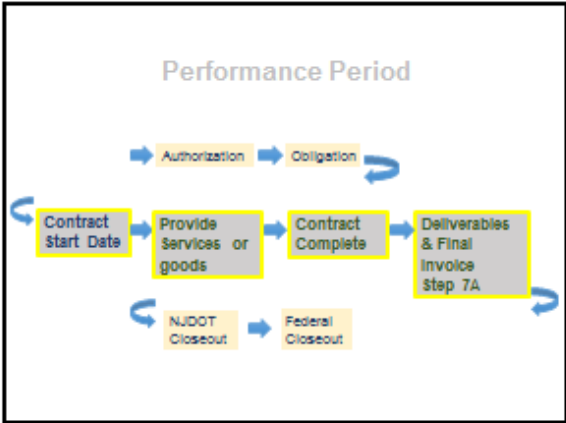 Performance Period
Authorization
Obligation
Contract
Start Date
Provide
Services or
goods
Contract
Complete
Deliverables
& Final
Invoice
Step 7A
NJDOT
Closeout
Federal
Closeout